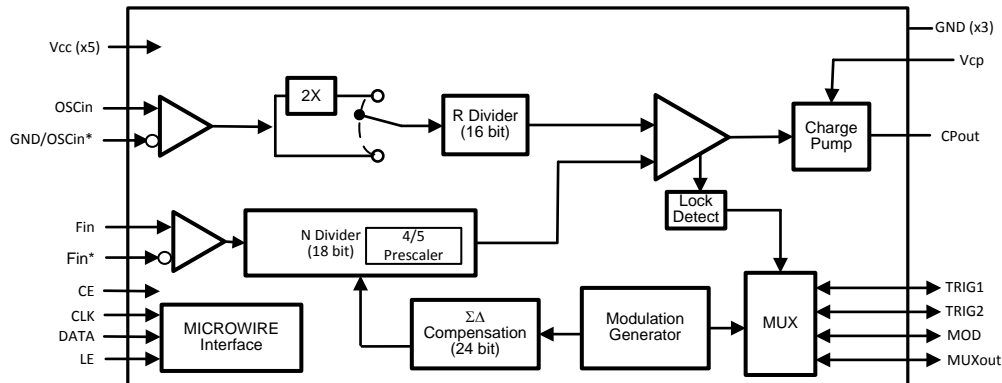 GND (x3)
Vcc (x5)
Vcp
OSCin
GND/OSCin*
2X
R Divider
(16 bit)
Charge
Pump
CPout
Lock
Detect
Fin
Fin*
N Divider
(18 bit)
4/5
Prescaler
CE
CLK
DATA
LE
MICROWIRE
Interface
ΣΔ
Compensation
(24 bit)
Modulation
Generator
MUX
TRIG1
TRIG2
MOD
MUXout